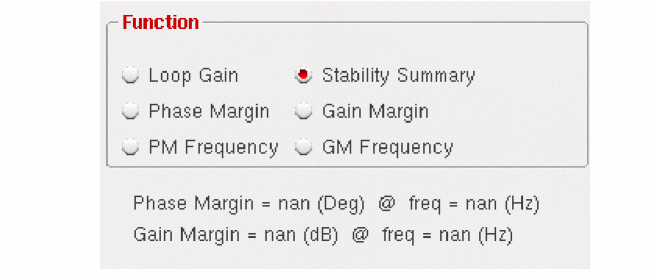 Function
Loop Gain Stability Summary
Phase Margin Gain Margin
PM Frequency GM Frequency
Phase Margin = nan (Deg) @ freq = nan (Hz)
Gain Margin = nan (dB) @ freq = nan (Hz)